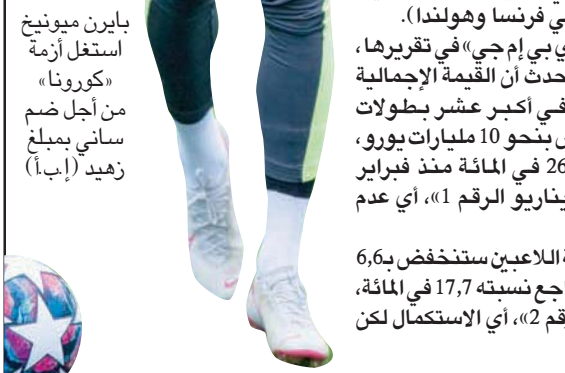 ي فرنسا وهولندا).
ي بي إم جي» في تقريرها،
حدث أن القيمة الإجمالية
في أكبر عشر بطولات
ض بنحو 10 مليارات يورو،
26 في المائة منذ فبراير
يناريو الرقم 1»، أي عدم
ة اللاعبين ستنخفض بـ6,6
اجع نسبته 17,7 في المائة،
رقم 2»، أي الاستكمال لكن
بايرن ميونيخ
استغل أزمة
«كورونا»
من أجل ضم
ساني بمبلغ
زهيد (إ.ب.أ)